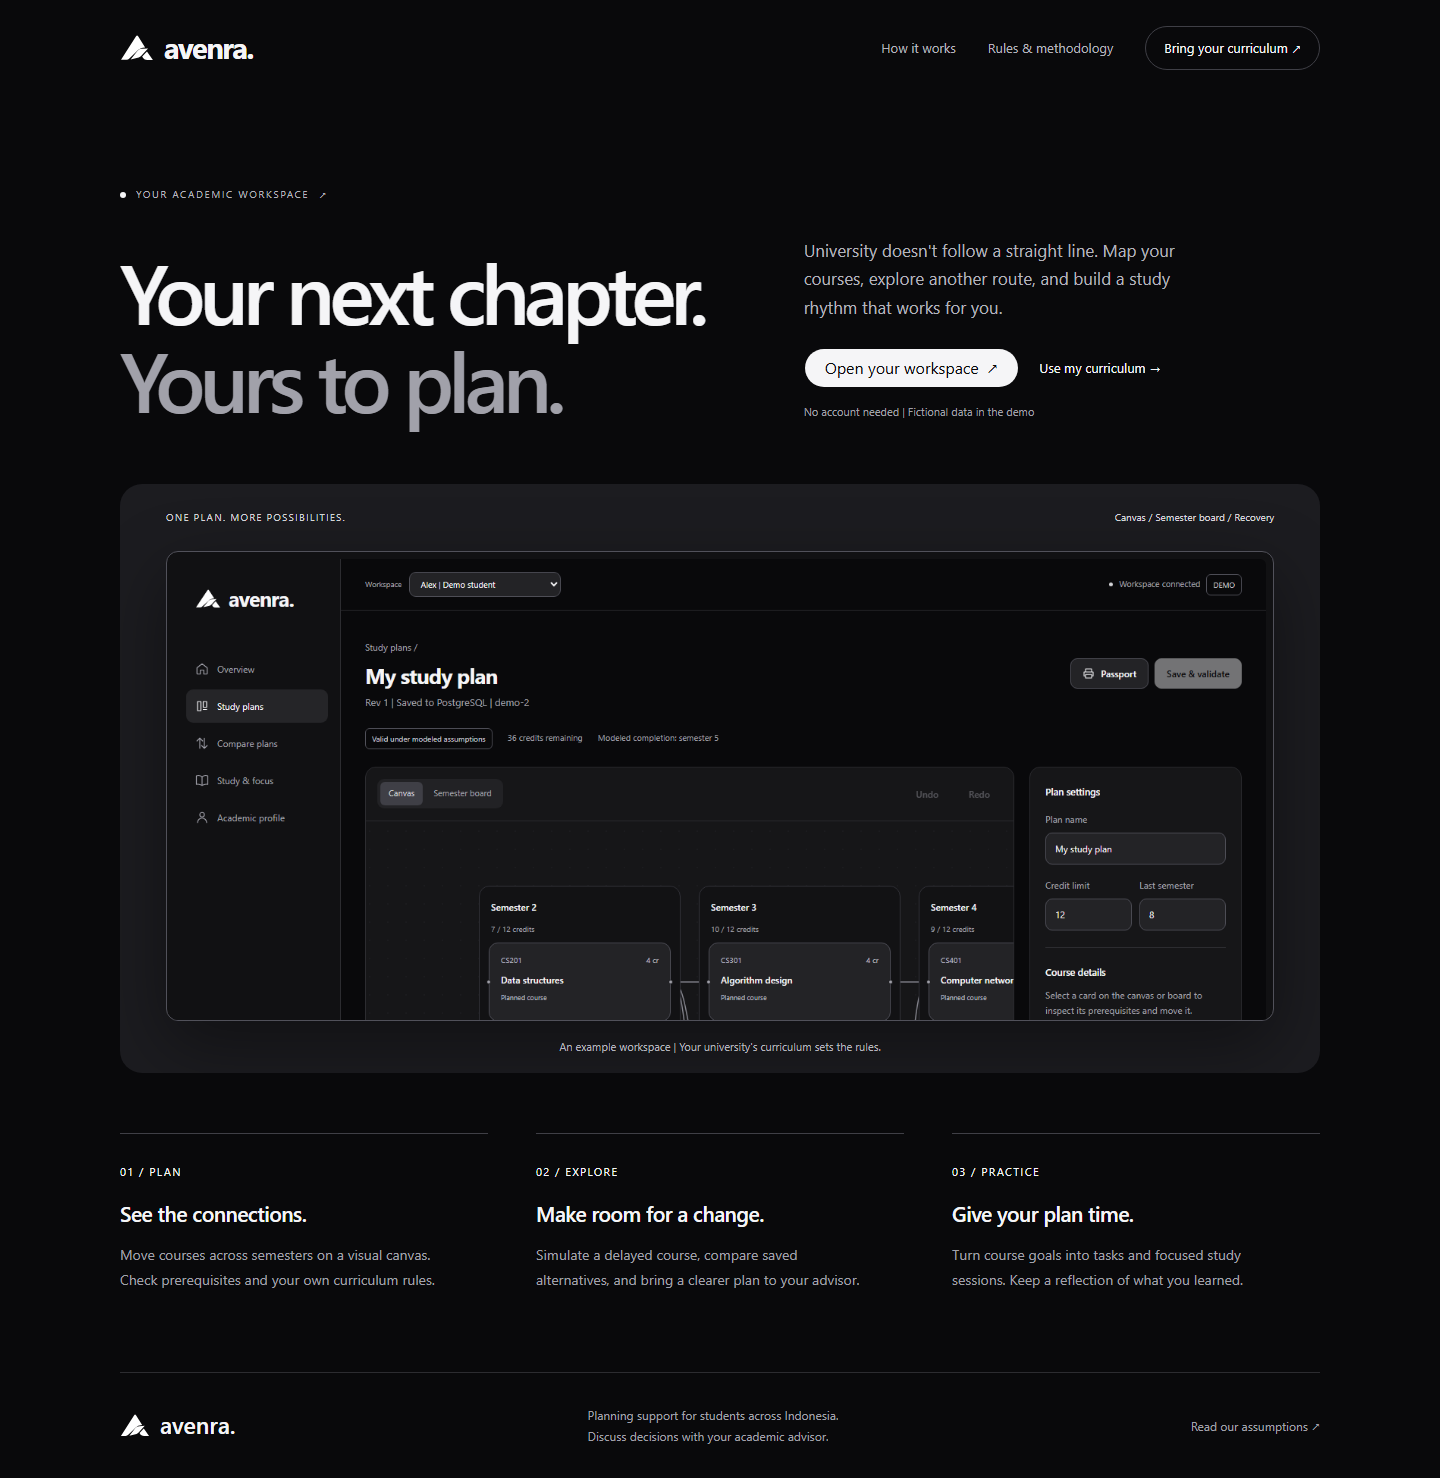 avenra.
How it works
Rules & methodology
Bring your curriculum ↗
YOUR ACADEMIC WORKSPACE ↗
Your next chapter.
Yours to plan.
University doesn't follow a straight line. Map your
courses, explore another route, and build a study
rhythm that works for you.
Open your workspace ↗
Use my curriculum →
No account needed | Fictional data in the demo
ONE PLAN. MORE POSSIBILITIES.
Canvas / Semester board / Recovery
avenra.
Overview
Study plans
Compare plans
Study & focus
Academic profile
Workspace
Alex | Demo student
Workspace connected
DEMO
Study plans /
My study plan
Rev 1 | Saved to PostgreSQL | demo-2
Passport
Save & validate
Valid under modeled assumptions
36 credits remaining
Modeled completion: semester 5
Canvas
Semester board
Undo
Redo
Semester 2
7 / 12 credits
CS201
4 cr
Data structures
Planned course
Semester 3
10 / 12 credits
CS301
4 cr
Algorithm design
Planned course
Semester 4
9 / 12 credits
CS401
Computer networ
Planned course
Plan settings
Plan name
My study plan
Credit limit
Last semester
12
8
Course details
Select a card on the canvas or board to
inspect its prerequisites and move it.
An example workspace | Your university's curriculum sets the rules.
01 / PLAN
See the connections.
Move courses across semesters on a visual canvas.
Check prerequisites and your own curriculum rules.
02 / EXPLORE
Make room for a change.
Simulate a delayed course, compare saved
alternatives, and bring a clearer plan to your advisor.
03 / PRACTICE
Give your plan time.
Turn course goals into tasks and focused study
sessions. Keep a reflection of what you learned.
avenra.
Planning support for students across Indonesia.
Discuss decisions with your academic advisor.
Read our assumptions ↗